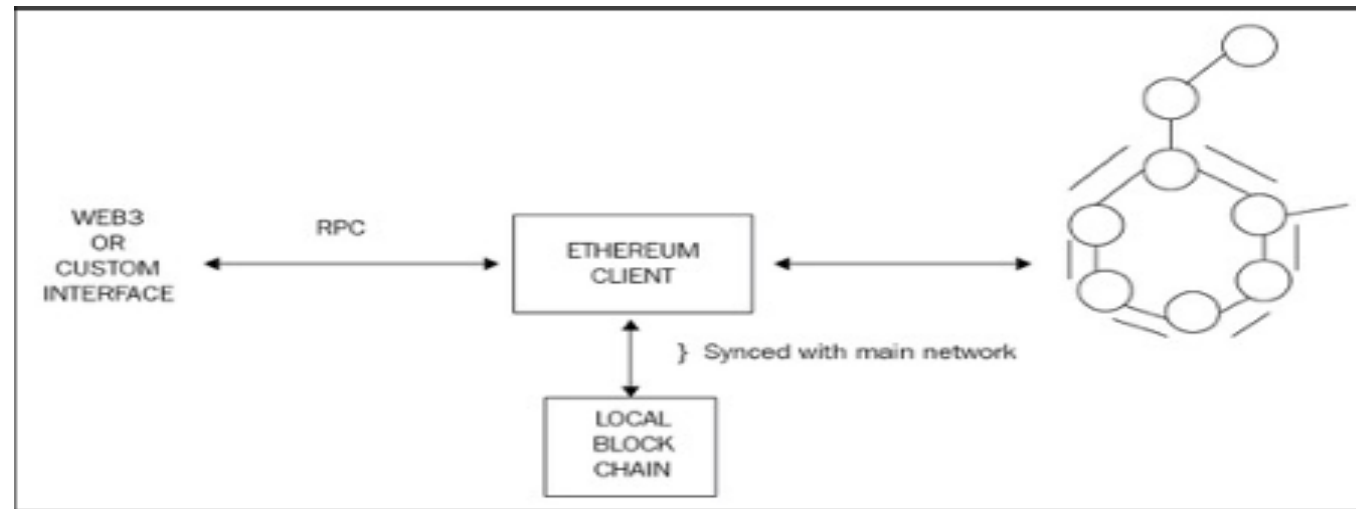 WEB3
OR
CUSTOM
INTERFACE
RPC
ETHEREUM
CLIENT
} Synced with main network
LOCAL
BLOCK
CHAIN